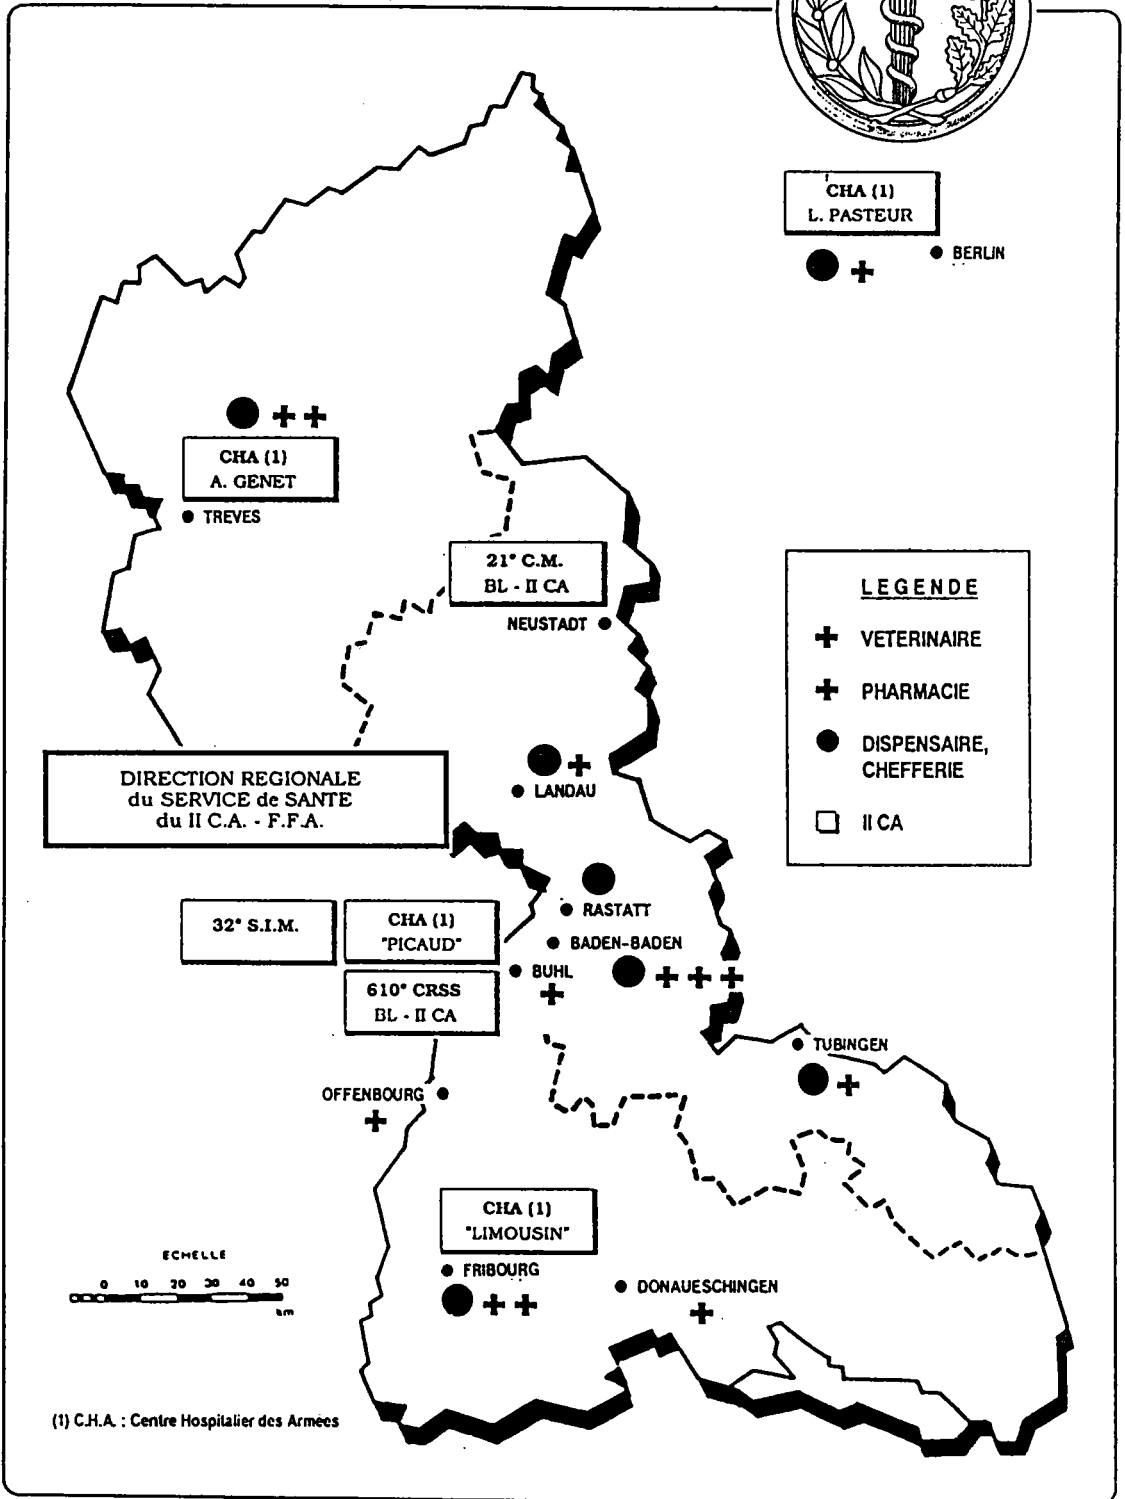 CHA (1)
L. PASTEUR
BERLIN
CHA (1)
A. GENET
TREVES
21° C.M.
BL - II CA
NEUSTADT
LEGENDE
VETERINAIRE
PHARMACIE
DISPENSAIRE,
CHEFFERIE
II CA
DIRECTION REGIONALE
du SERVICE de SANTE
du II C.A. - F.F.A.
LANDAU
RASTATT
32° S.I.M.
CHA (1)
"PICAUD"
BADEN-BADEN
BUHL
610° CRSS
BL - II CA
TUBINGEN
OFFENBOURG
CHA (1)
"LIMOUSIN"
FRIBOURG
DONAUESCHINGEN
ECHELLE
0 10 20 30 40 50
km
(1) C.H.A. : Centre Hospitalier des Armées